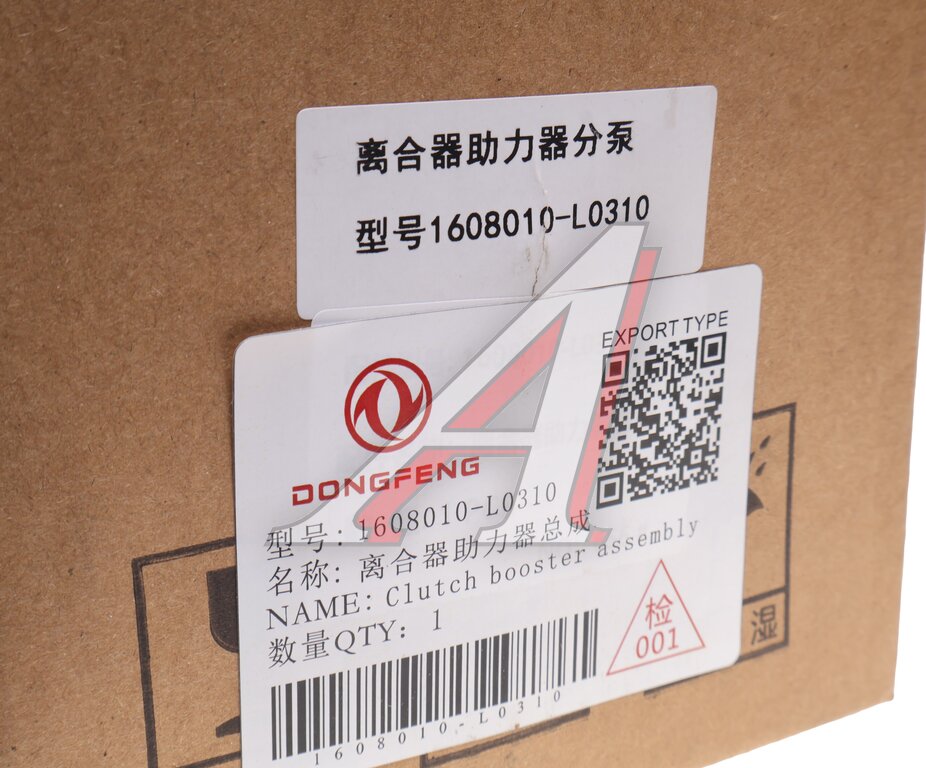 离合器助力器分泵
型号1608010-L0310
EXPORT TYPE
DONGFENG
型号: 1608010-L0310
名称: 离合器助力器总成
NAME: Clutch booster assembly
数量QTY: 1
检
001
1608010-L0310
湿